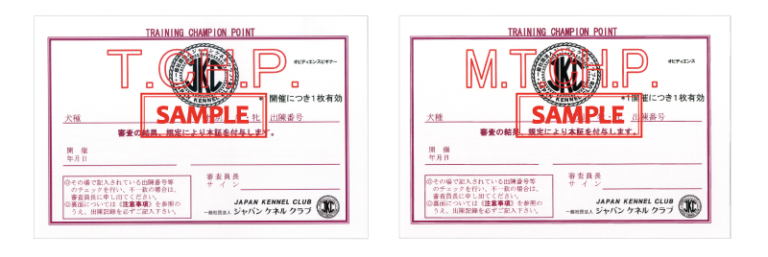 TRAINING CHAMPION POINT
T.CH.P.
オビディエンスビギナー
JKC
KENNEL
*1開催につき1枚有効
SAMPLE
犬種
牝 出陳番号
審査の結果、規定により本証を付与します。
開催
年月日
◎その場で記入されている出陳番号等
のチェックを行い、不一致の場合は、
審査員長に申し出てください。
◎裏面については《注意事項》を参照の
うえ、出陳記録を必ずご記入下さい。
審査員長
サイン
JAPAN KENNEL CLUB
一般社団法人 ジャパン ケネル クラブ
TRAINING CHAMPION POINT
M.T.CH.P.
オビディエンス
JKC
KENNEL
*1開催につき1枚有効
SAMPLE
犬種
出陳番号
審査の結果、規定により本証を付与します。
開催
年月日
◎その場で記入されている出陳番号等
のチェックを行い、不一致の場合は、
審査員長に申し出てください。
◎裏面については《注意事項》を参照の
うえ、出陳記録を必ずご記入下さい。
審査員長
サイン
JAPAN KENNEL CLUB
一般社団法人 ジャパン ケネル クラブ